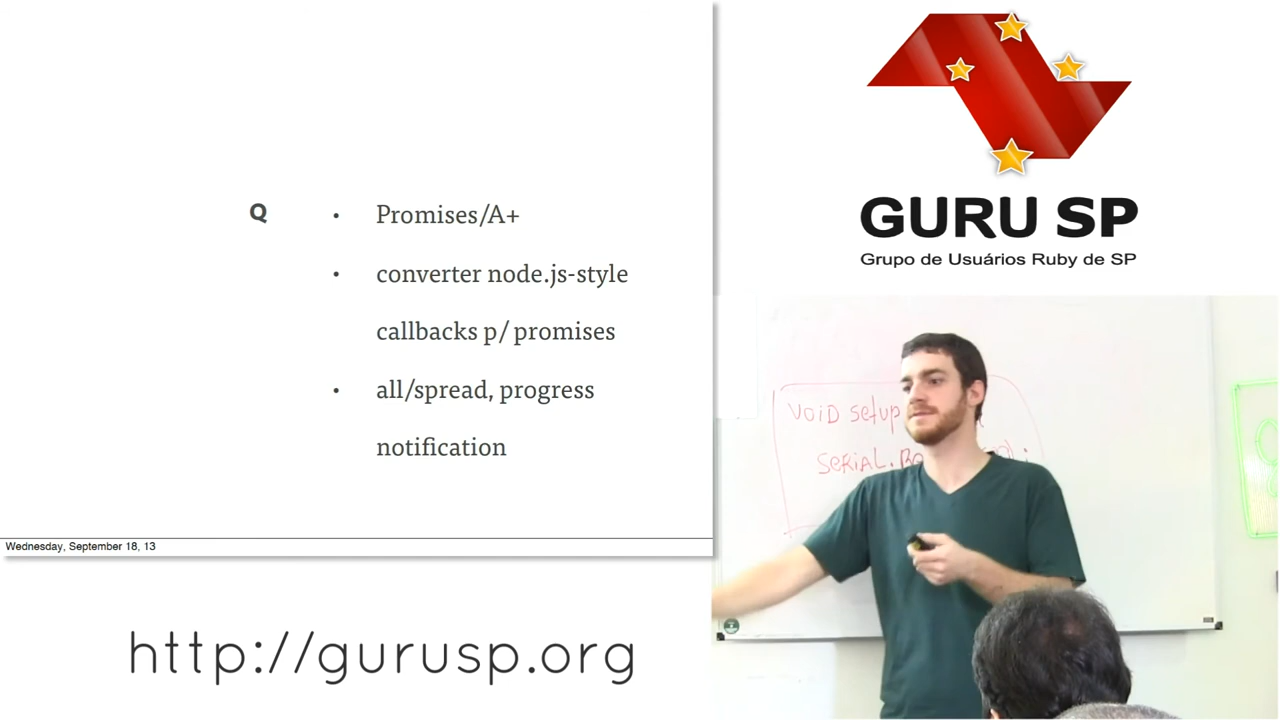 Q
• Promises/A+
• converter node.js-style
callbacks p/ promises
• all/spread, progress
notification
Wednesday, September 18, 13
http://gurusp.org
GURU SP
Grupo de Usuários Ruby de SP
VOID setup
SERIAL.